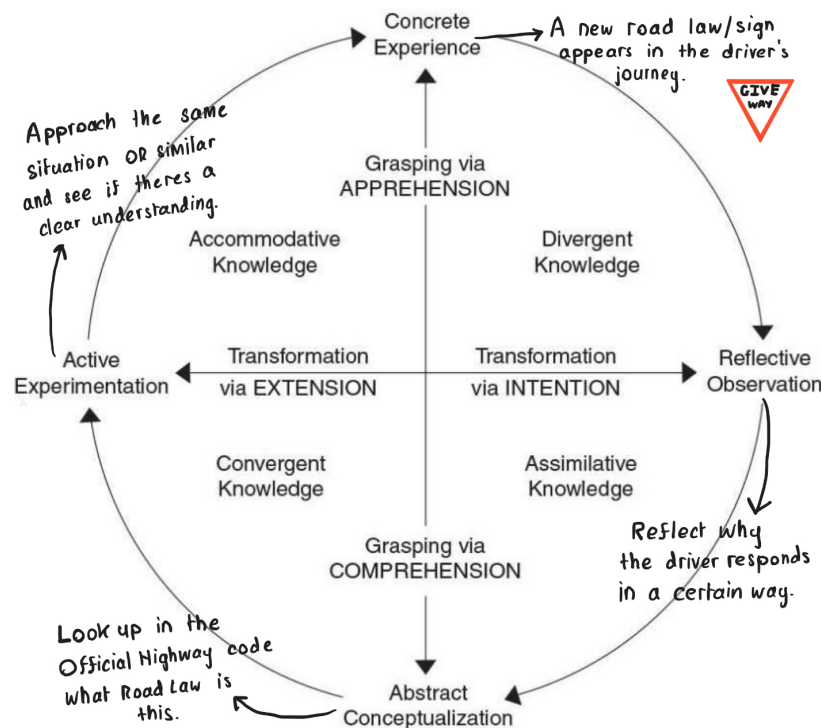 Concrete
Experience
A new road law/sign
appears in the driver's
journey.
GIVE
WAY
Approach the same
situation OR similar
and see if theres a
clear understanding.
Grasping via
APPREHENSION
Accommodative
Knowledge
Divergent
Knowledge
Active
Experimentation
Transformation
via EXTENSION
Transformation
via INTENTION
Reflective
Observation
Convergent
Knowledge
Assimilative
Knowledge
Grasping via
COMPREHENSION
Reflect why
the driver responds
in a certain way.
Look up in the
Official Highway code
what Road Law is
this.
Abstract
Conceptualization